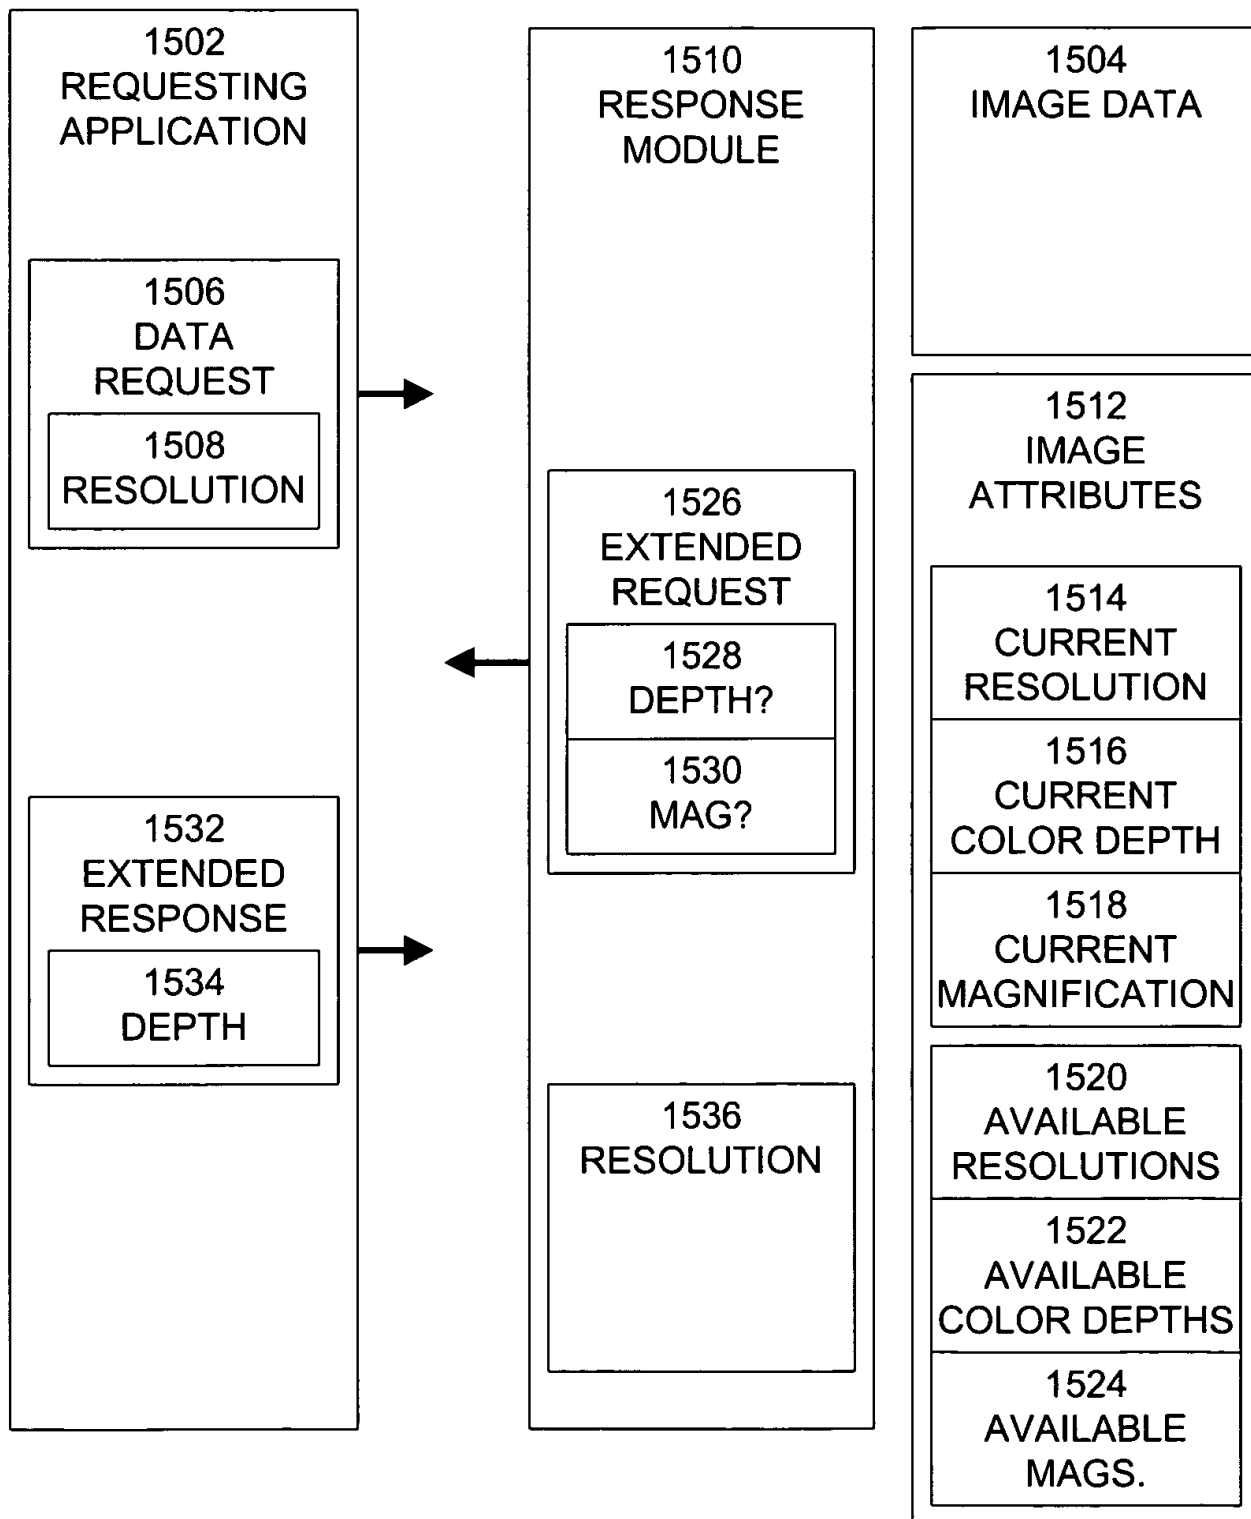 1502
REQUESTING
APPLICATION
1506
DATA
REQUEST
1508
RESOLUTION
1532
EXTENDED
RESPONSE
1534
DEPTH
1510
RESPONSE
MODULE
1526
EXTENDED
REQUEST
1528
DEPTH?
1530
MAG?
1536
RESOLUTION
1504
IMAGE DATA
1512
IMAGE
ATTRIBUTES
1514
CURRENT
RESOLUTION
1516
CURRENT
COLOR DEPTH
1518
CURRENT
MAGNIFICATION
1520
AVAILABLE
RESOLUTIONS
1522
AVAILABLE
COLOR DEPTHS
1524
AVAILABLE
MAGS.